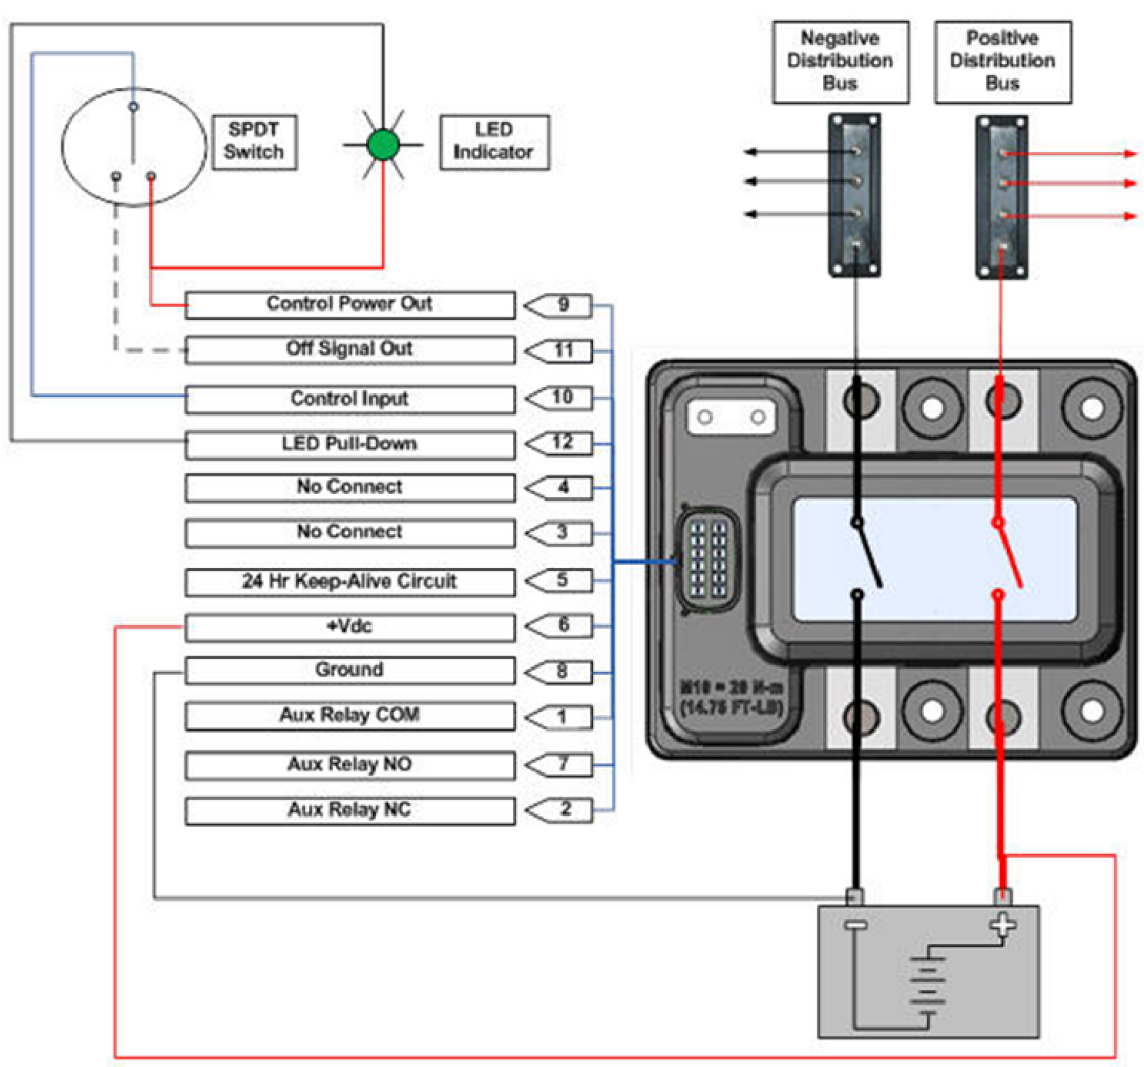 Negative
Distribution
Bus
Positive
Distribution
Bus
SPDT
Switch
LED
Indicator
Control Power Out 9
Off Signal Out 11
Control Input 10
LED Pull-Down 12
No Connect 4
No Connect 3
24 Hr Keep-Alive Circuit 5
+Vdc 6
Ground 8
Aux Relay COM 1
Aux Relay NO 7
Aux Relay NC 2
M10 = 20 N-m
(14.75 FT-LB)